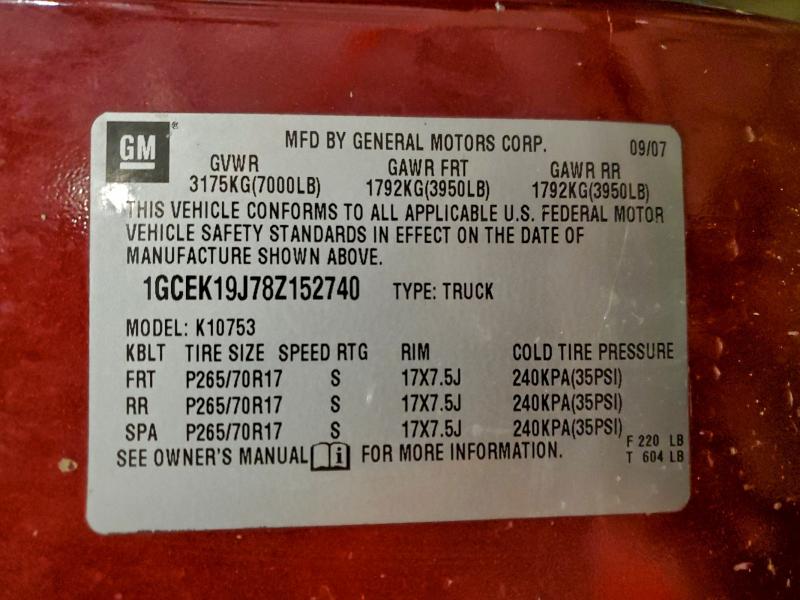 GM® MFD BY GENERAL MOTORS CORP. 09/07
GVWR GAWR FRT GAWR RR
3175KG(7000LB) 1792KG(3950LB) 1792KG(3950LB)
THIS VEHICLE CONFORMS TO ALL APPLICABLE U.S. FEDERAL MOTOR
VEHICLE SAFETY STANDARDS IN EFFECT ON THE DATE OF
MANUFACTURE SHOWN ABOVE.
1GCEK19J78Z152740 TYPE: TRUCK
MODEL: K10753
KBLT TIRE SIZE SPEED RTG RIM COLD TIRE PRESSURE
FRT P265/70R17 S 17X7.5J 240KPA(35PSI)
RR P265/70R17 S 17X7.5J 240KPA(35PSI)
SPA P265/70R17 S 17X7.5J 240KPA(35PSI)
F 220 LB
T 604 LB
SEE OWNER'S MANUAL i FOR MORE INFORMATION.